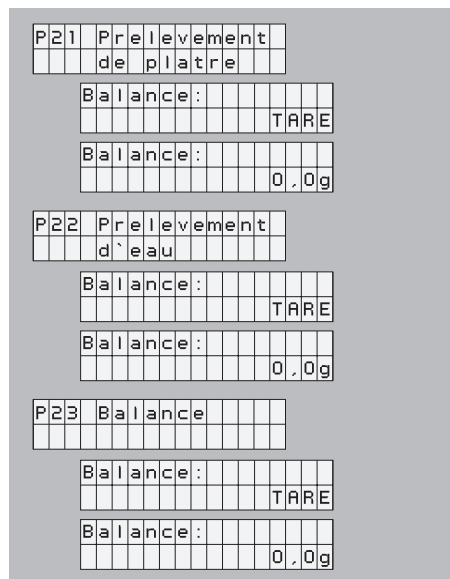 P21 Prelevement
de platre
Balance:
TARE
Balance:
0,0g
P22 Prelevement
d`eau
Balance:
TARE
Balance:
0,0g
P23 Balance
Balance:
TARE
Balance:
0,0g